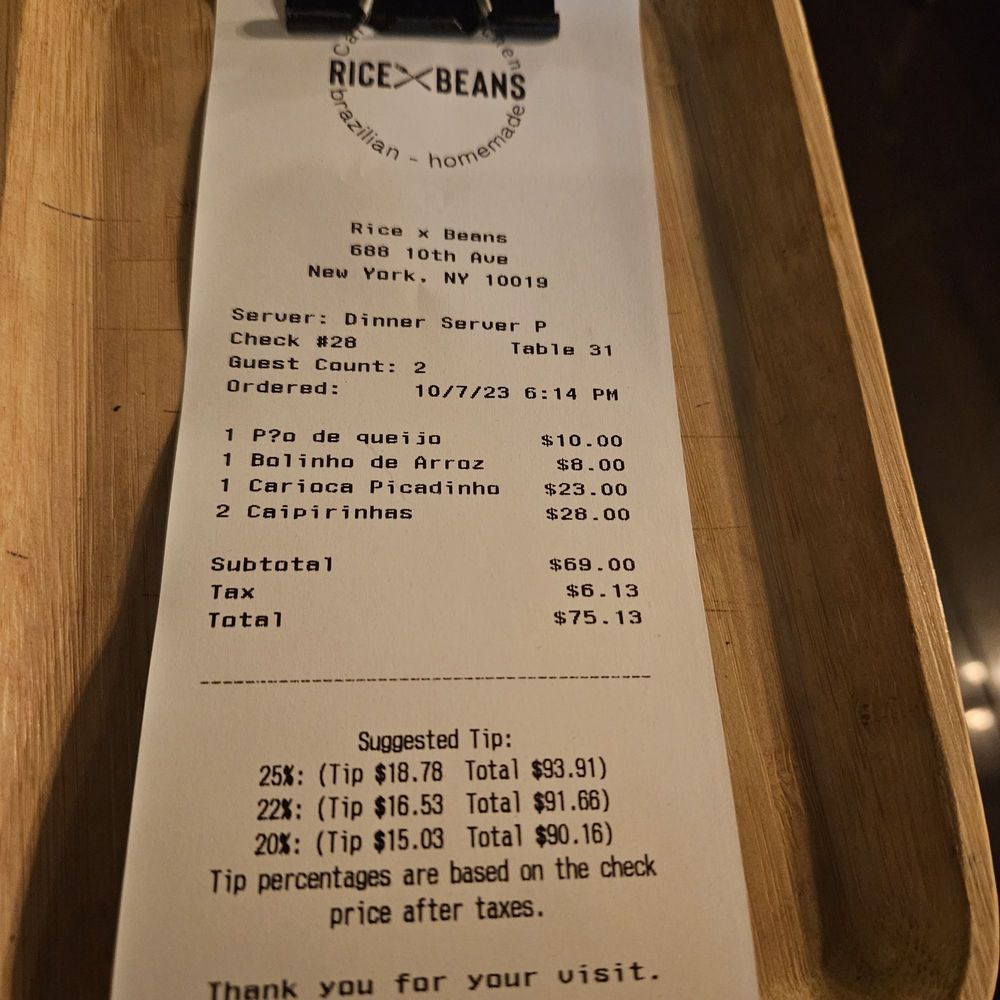 RICE X BEANS
brazilian - homemade
Rice x Beans
688 10th Ave
New York, NY 10019
Server: Dinner Server P
Check #28 Table 31
Guest Count: 2
Ordered: 10/7/23 6:14 PM
1 P?o de queijo $10.00
1 Bolinho de Arroz $8.00
1 Carioca Picadinho $23.00
2 Caipirinhas $28.00
Subtotal $69.00
Tax $6.13
Total $75.13
Suggested Tip:
25%: (Tip $18.78 Total $93.91)
22%: (Tip $16.53 Total $91.66)
20%: (Tip $15.03 Total $90.16)
Tip percentages are based on the check
price after taxes.
Thank you for your visit.